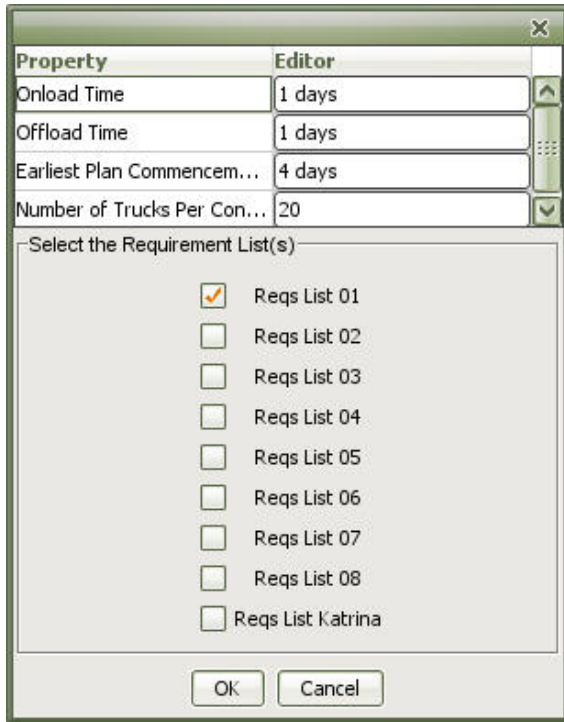 Property Editor
Onload Time 1 days
Offload Time 1 days
Earliest Plan Commencem... 4 days
Number of Trucks Per Con... 20
Select the Requirement List(s)
Reqs List 01
Reqs List 02
Reqs List 03
Reqs List 04
Reqs List 05
Reqs List 06
Reqs List 07
Reqs List 08
Reqs List Katrina
OK Cancel